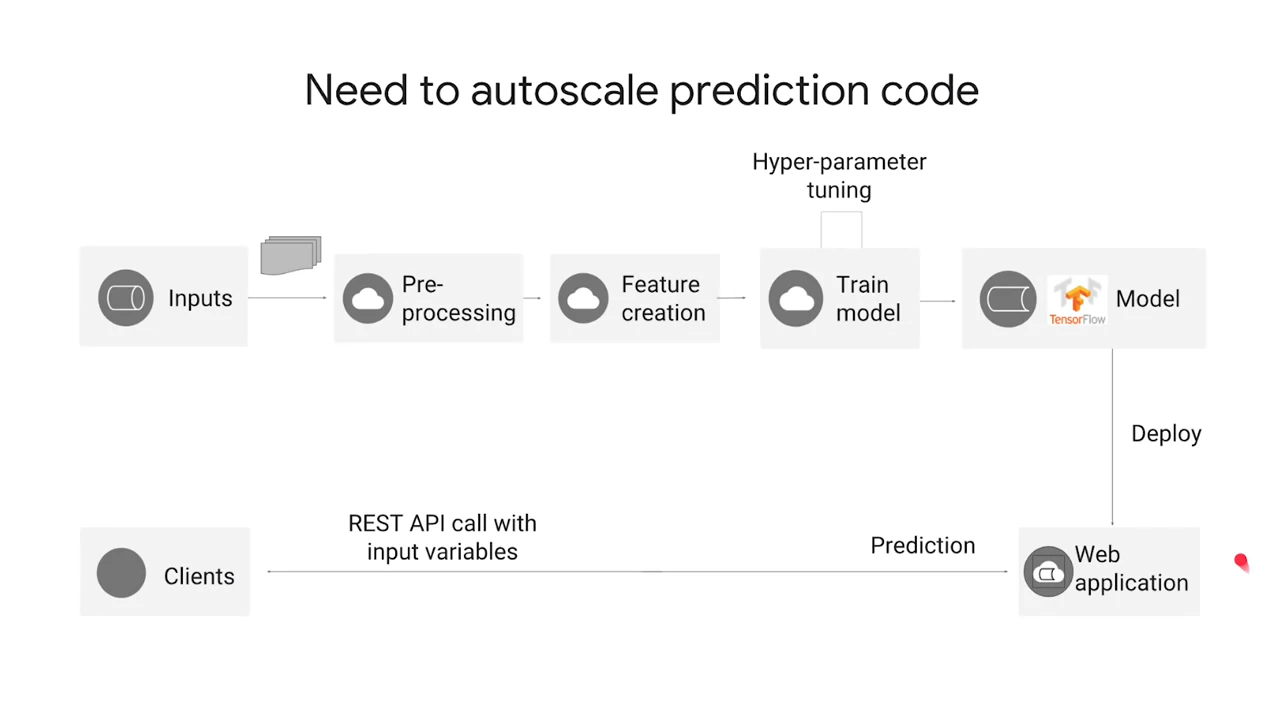 Need to autoscale prediction code
Hyper-parameter
tuning
Inputs
Pre-
processing
Feature
creation
Train
model
TensorFlow
Model
Deploy
REST API call with
input variables
Prediction
Clients
Web
application